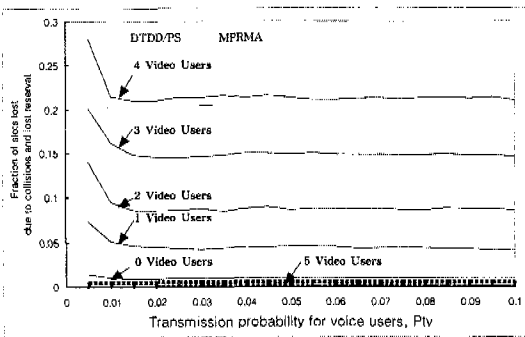 0.3
DTDD/PS MPRMA
0.25
4 Video Users
0.2
3 Video Users
0.15
0.1
2 Video Users
1 Video Users
0.05
0 Video Users
5 Video Users
0
0 0.01 0.02 0.03 0.04 0.05 0.06 0.07 0.08 0.09 0.1
Fraction of slots lost
due to collisions and lost reserval
Transmission probability for voice users, Ptv